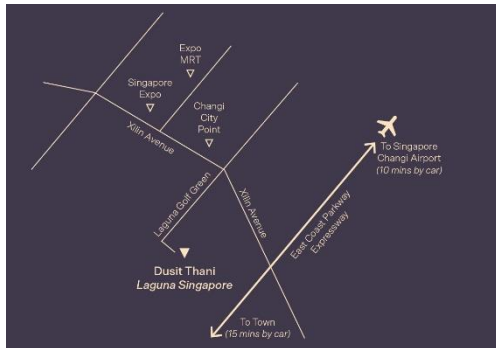 Expo
MRT
Singapore
Expo
Changi
City
Point
Xilin Avenue
To Singapore
Changi Airport
(10 mins by car)
Laguna Golf Green
Xilin Avenue
East Coast Parkway
Expressway
Dusit Thani
Laguna Singapore
To Town
(15 mins by car)